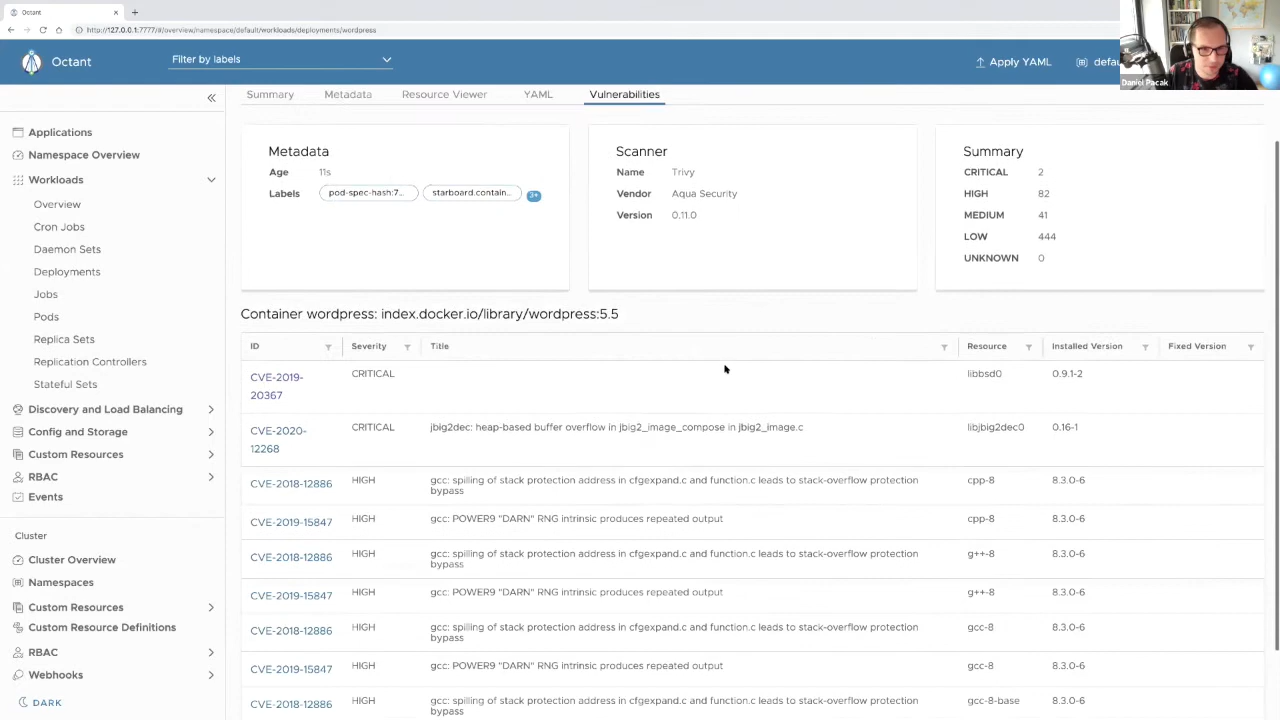 Octant
http://127.0.0.1:7777/#/overview/namespace/default/workloads/deployments/wordpress
Octant
Filter by labels
Apply YAML
Daniel Pacak
Summary
Metadata
Resource Viewer
YAML
Vulnerabilities
Applications
Namespace Overview
Workloads
Overview
Cron Jobs
Daemon Sets
Deployments
Jobs
Pods
Replica Sets
Replication Controllers
Stateful Sets
Discovery and Load Balancing
Config and Storage
Custom Resources
RBAC
Events
Cluster
Cluster Overview
Namespaces
Custom Resources
Custom Resource Definitions
RBAC
Webhooks
DARK
Metadata
Age 11s
Labels pod-spec-hash:7... starboard.contain...
Scanner
Name Trivy
Vendor Aqua Security
Version 0.11.0
Summary
CRITICAL 2
HIGH 82
MEDIUM 41
LOW 444
UNKNOWN 0
Container wordpress: index.docker.io/library/wordpress:5.5
ID Severity Title Resource Installed Version Fixed Version
CVE-2019- CRITICAL libbsd0 0.9.1-2
20367
CVE-2020- CRITICAL jbig2dec: heap-based buffer overflow in jbig2_image_compose in jbig2_image.c libjbig2dec0 0.16-1
12268
CVE-2018-12886 HIGH gcc: spilling of stack protection address in cfgexpand.c and function.c leads to stack-overflow protection cpp-8 8.3.0-6
bypass
CVE-2019-15847 HIGH gcc: POWER9 "DARN" RNG intrinsic produces repeated output cpp-8 8.3.0-6
CVE-2018-12886 HIGH gcc: spilling of stack protection address in cfgexpand.c and function.c leads to stack-overflow protection g++-8 8.3.0-6
bypass
CVE-2019-15847 HIGH gcc: POWER9 "DARN" RNG intrinsic produces repeated output g++-8 8.3.0-6
CVE-2018-12886 HIGH gcc: spilling of stack protection address in cfgexpand.c and function.c leads to stack-overflow protection gcc-8 8.3.0-6
bypass
CVE-2019-15847 HIGH gcc: POWER9 "DARN" RNG intrinsic produces repeated output gcc-8 8.3.0-6
CVE-2018-12886 HIGH gcc: spilling of stack protection address in cfgexpand.c and function.c leads to stack-overflow protection gcc-8-base 8.3.0-6
bypass